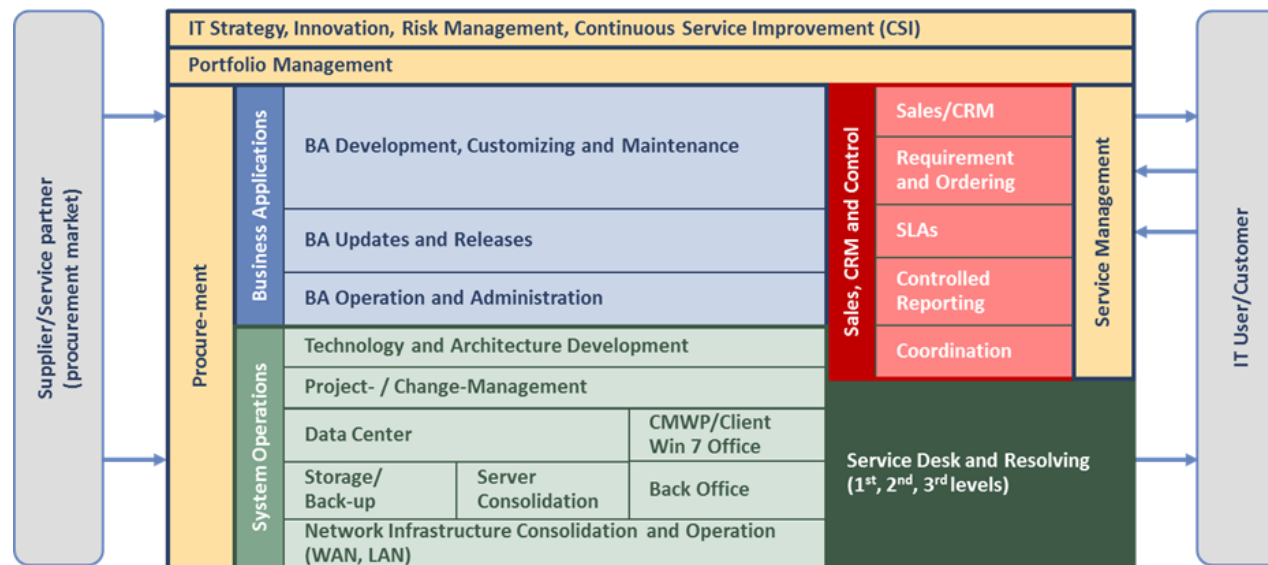 IT Strategy, Innovation, Risk Management, Continuous Service Improvement (CSI)
Portfolio Management
Supplier/Service partner
(procurement market)
Procure-ment
Business Applications
BA Development, Customizing and Maintenance
BA Updates and Releases
BA Operation and Administration
System Operations
Technology and Architecture Development
Project- / Change-Management
Data Center
CMWP/Client
Win 7 Office
Storage/
Back-up
Server
Consolidation
Back Office
Network Infrastructure Consolidation and Operation
(WAN, LAN)
Sales, CRM and Control
Sales/CRM
Requirement
and Ordering
SLAs
Controlled
Reporting
Coordination
Service Management
Service Desk and Resolving
(1st, 2nd, 3rd levels)
IT User/Customer